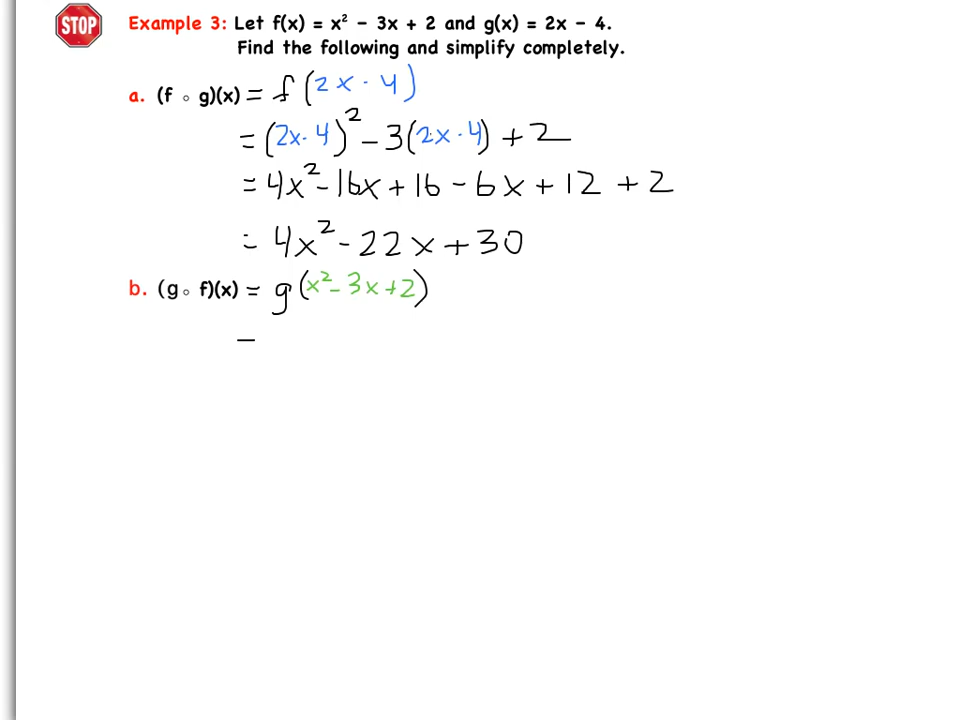 STOP
Example 3: Let f(x) = x² − 3x + 2 and g(x) = 2x − 4.
Find the following and simplify completely.
a. (f ∘ g)(x) = f(2x - 4)
= (2x - 4)² - 3(2x - 4) + 2
= 4x² - 16x + 16 - 6x + 12 + 2
= 4x² - 22x + 30
b. (g ∘ f)(x) = g(x² - 3x + 2)